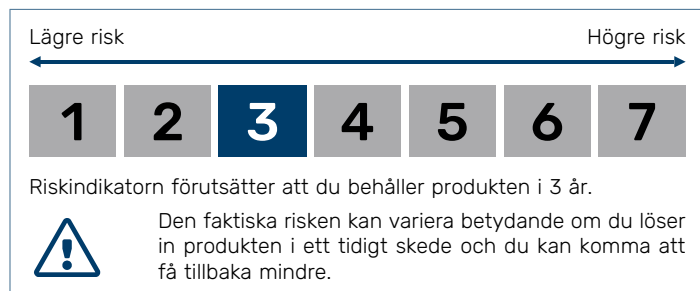 Lägre risk Högre risk
1 2 3 4 5 6 7
Riskindikatorn förutsätter att du behåller produkten i 3 år.
Den faktiska risken kan variera betydande om du löser
in produkten i ett tidigt skede och du kan komma att
få tillbaka mindre.